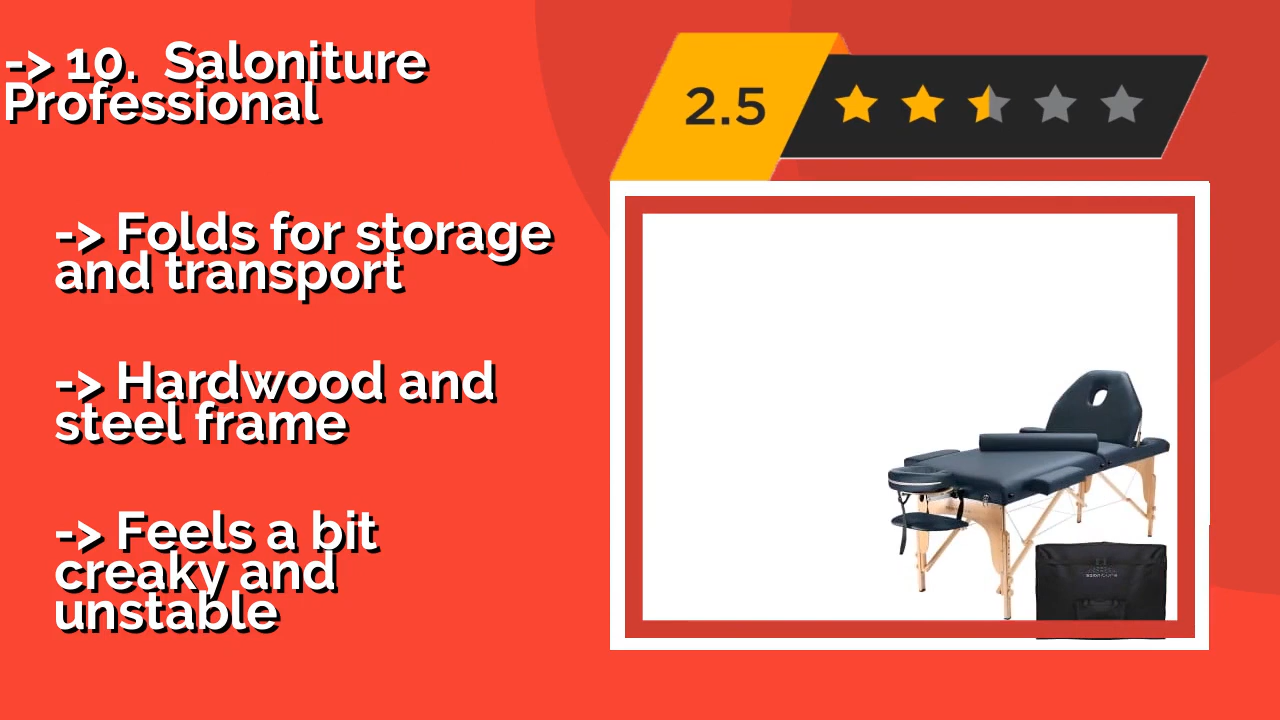 -> 10.  Saloniture
Professional
2.5
-> Folds for storage
and transport
-> Hardwood and
steel frame
-> Feels a bit
creaky and
unstable